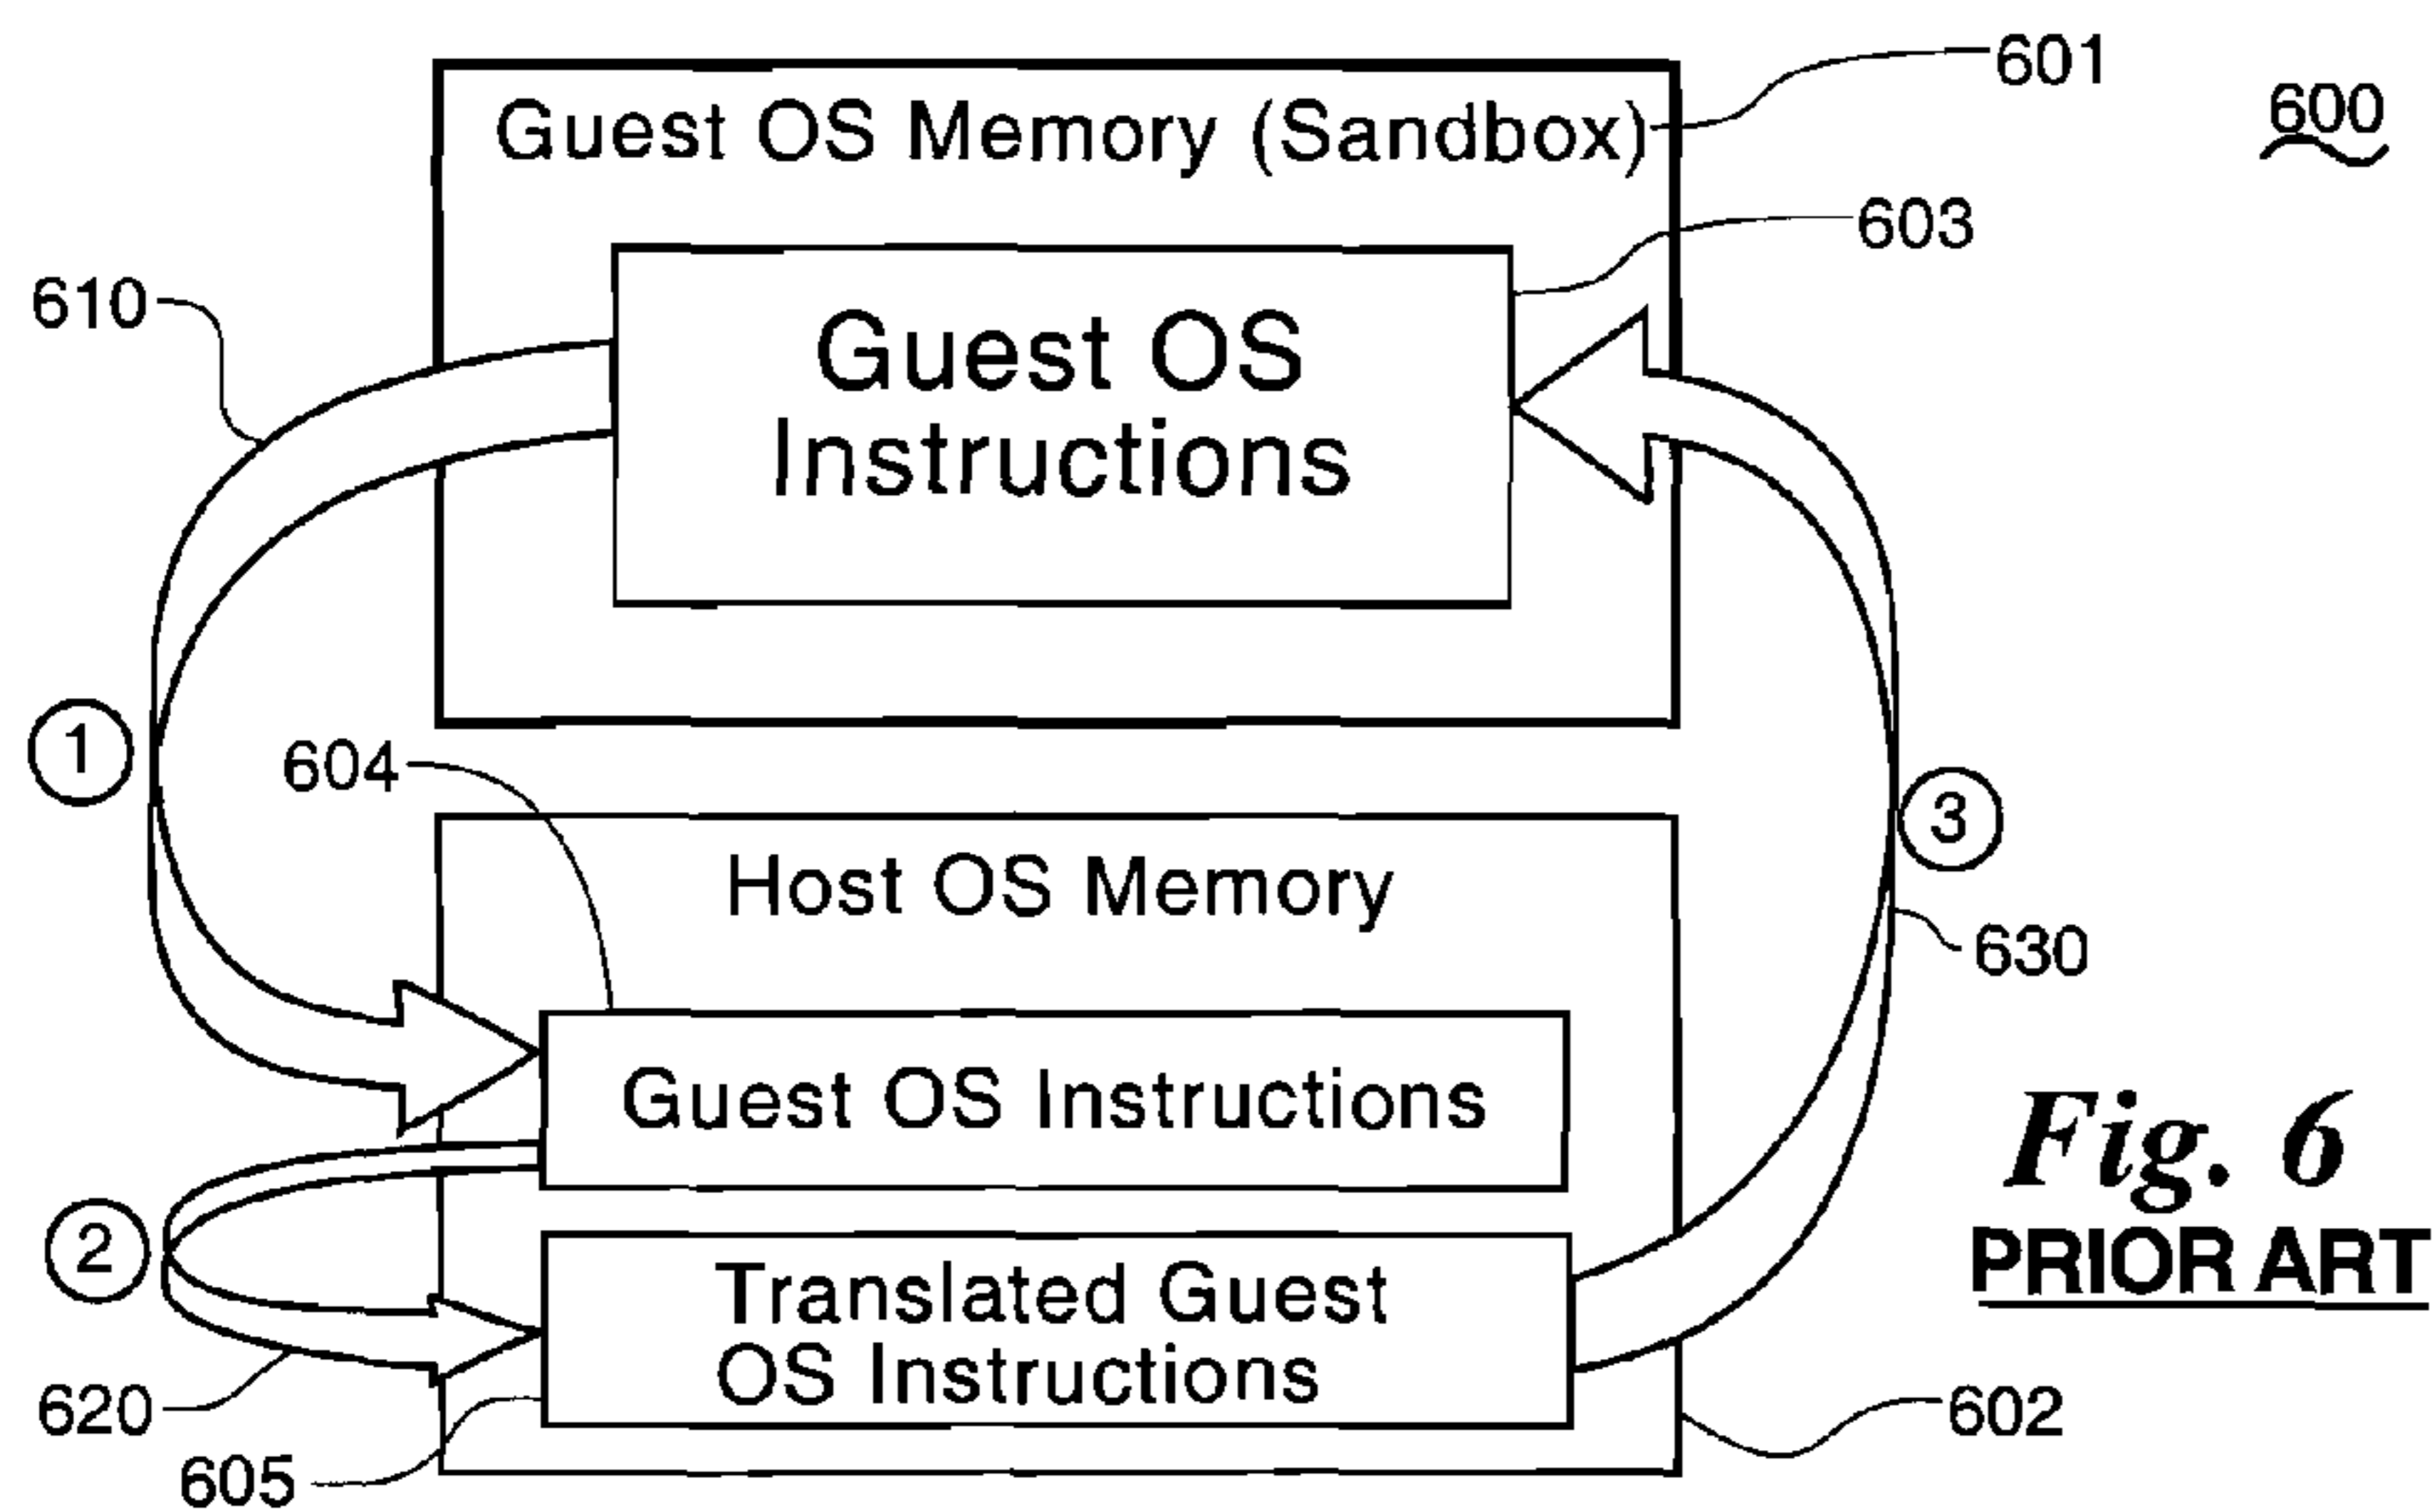 601
Guest OS Memory (Sandbox)
600
603
610
Guest OS
Instructions
1
604
3
Host OS Memory
630
Guest OS Instructions
Fig. 6
PRIOR ART
2
Translated Guest
OS Instructions
620
602
605